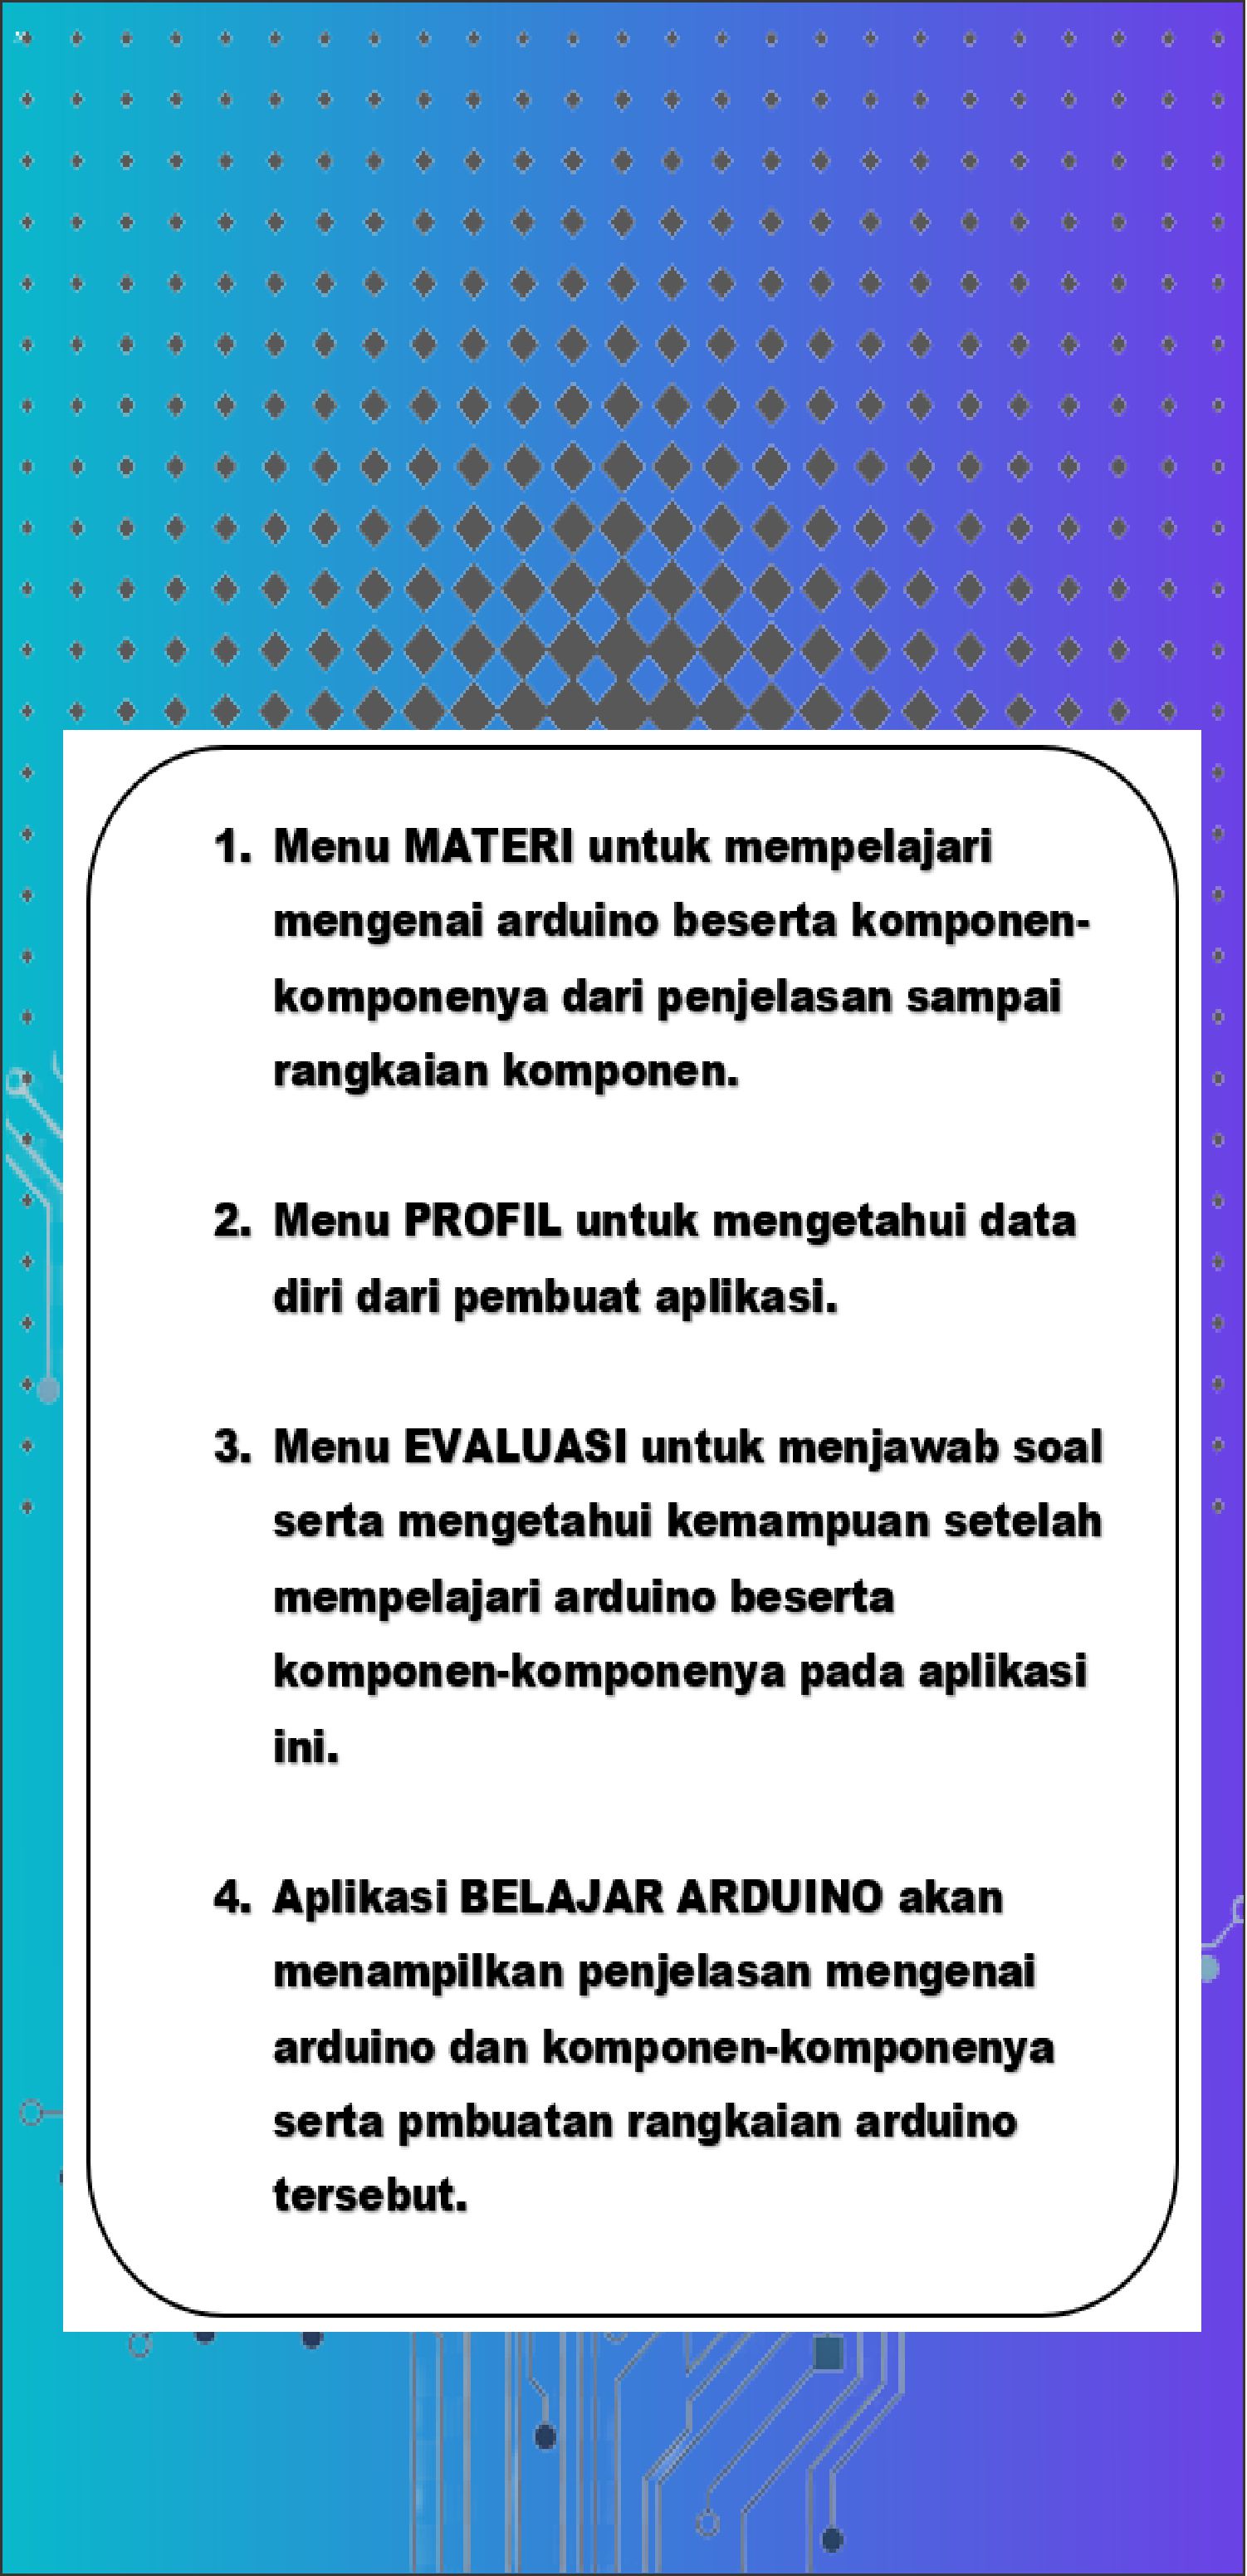 1. Menu MATERI untuk mempelajari
mengenai arduino beserta komponen-
komponenya dari penjelasan sampai
rangkaian komponen.
2. Menu PROFIL untuk mengetahui data
diri dari pembuat aplikasi.
3. Menu EVALUASI untuk menjawab soal
serta mengetahui kemampuan setelah
mempelajari arduino beserta
komponen-komponenya pada aplikasi
ini.
4. Aplikasi BELAJAR ARDUINO akan
menampilkan penjelasan mengenai
arduino dan komponen-komponenya
serta pmbuatan rangkaian arduino
tersebut.